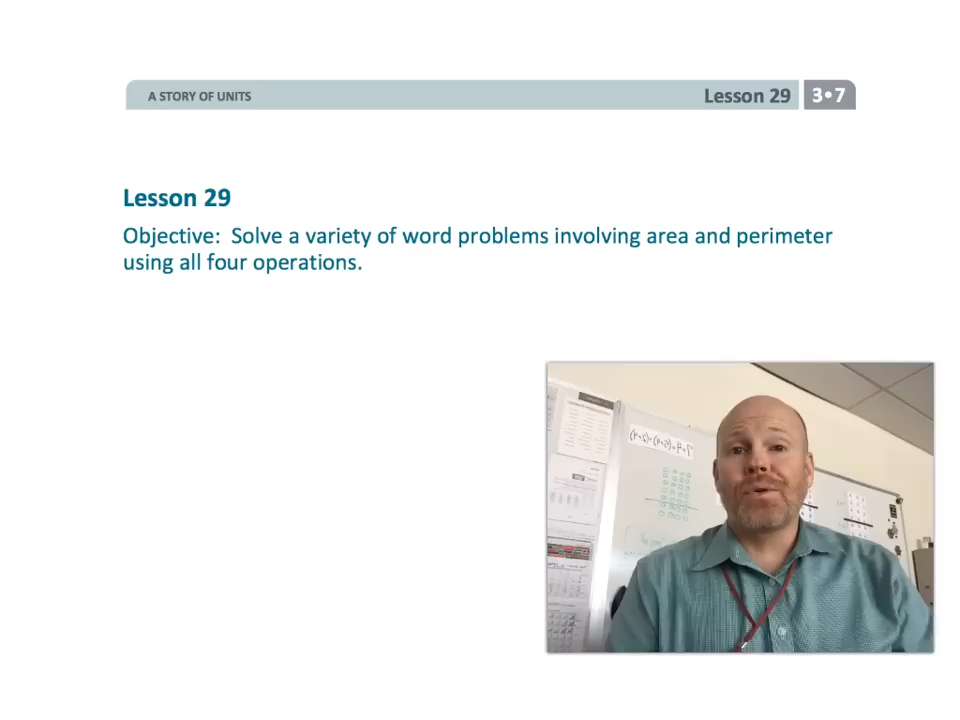 A STORY OF UNITS
Lesson 29
3•7
Lesson 29
Objective: Solve a variety of word problems involving area and perimeter
using all four operations.